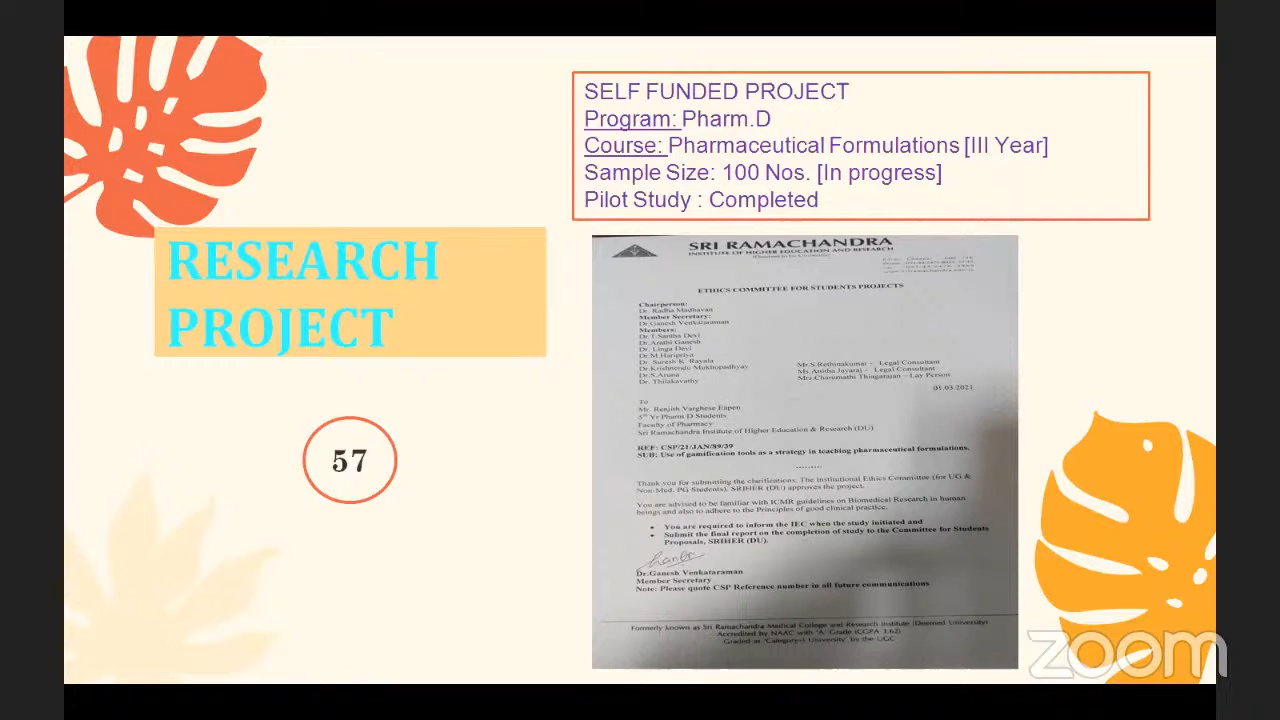 SELF FUNDED PROJECT
Program: Pharm.D
Course: Pharmaceutical Formulations [III Year]
Sample Size: 100 Nos. [In progress]
Pilot Study : Completed
RESEARCH
PROJECT
57
SRI RAMACHANDRA
INSTITUTE OF HIGHER EDUCATION AND RESEARCH
(Deemed to be University)
ETHICS COMMITTEE FOR STUDENTS PROJECTS
Chairperson:
Dr. Radha Madhavan
Member Secretary:
Dr.Ganesh Venkataraman
Members:
Dr.T.Santha Devi
Dr.Andhi Ganesh
Dr. Linga Devi
Dr.M.Haripriya
Dr. Suresh K. Rayala
Dr.Krishnendu Mukhopadhyay
Dr.S.Aruna
Dr. Thilakavathy
Mr.S.Rethinakumar - Legal Consultant
Ms.Anitha Jayaraj - Legal Consultant
Mrs.Charumathi Thiagarajan - Lay Person
01.03.2021
To
Mr. Renjith Varghese Eapen
5th Yr Pharm D Students
Faculty of Pharmacy
Sri Ramachandra Institute of Higher Education & Research (DU)
REF: CSP/21/JAN/89/39
SUB: Use of gamification tools as a strategy in teaching pharmaceutical formulations.
Thank you for submitting the clarifications. The Institutional Ethics Committee (for UG &
Non-Med. PG Students), SRIHER (DU) approves the project.
You are advised to be familiar with ICMR guidelines on Biomedical Research in human
beings and also to adhere to the Principles of good clinical practice.
• You are required to inform the IEC when the study initiated and
• Submit the final report on the completion of study to the Committee for Students
Proposals, SRIHER (DU).
Dr.Ganesh Venkataraman
Member Secretary
Note: Please quote CSP Reference number in all future communications
Formerly known as Sri Ramachandra Medical College and Research Institute (Deemed University)
Accredited by NAAC with 'A' Grade (CGPA 3.62)
Graded as 'Category-I University' by the UGC
zoom